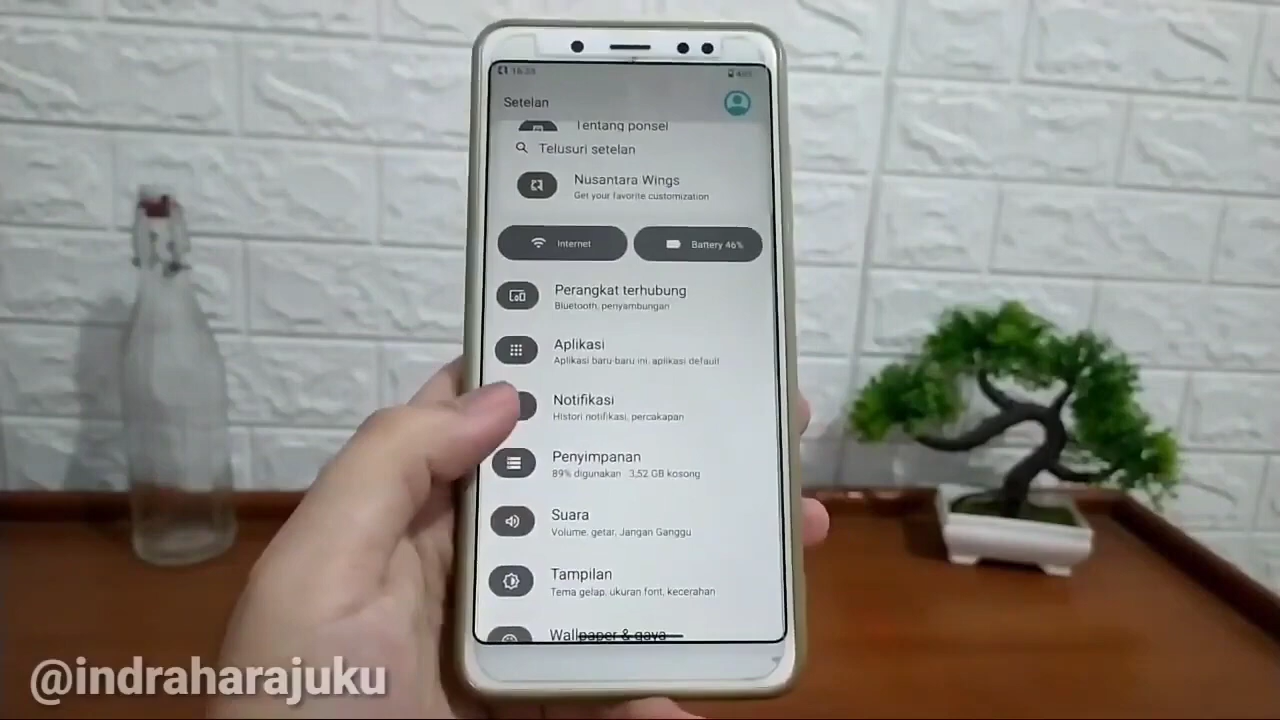 Setelan
Tentang ponsel
Telusuri setelan
Nusantara Wings
Get your favorite customization
Internet
Battery 46%
Perangkat terhubung
Bluetooth, penyambungan
Aplikasi
Aplikasi baru-baru ini, aplikasi default
Notifikasi
Histori notifikasi, percakapan
Penyimpanan
89% digunakan 3,52 GB kosong
Suara
Volume, getar, Jangan Ganggu
Tampilan
Tema gelap, ukuran font, kecerahan
Wallpaper & gaya
@indraharajuku